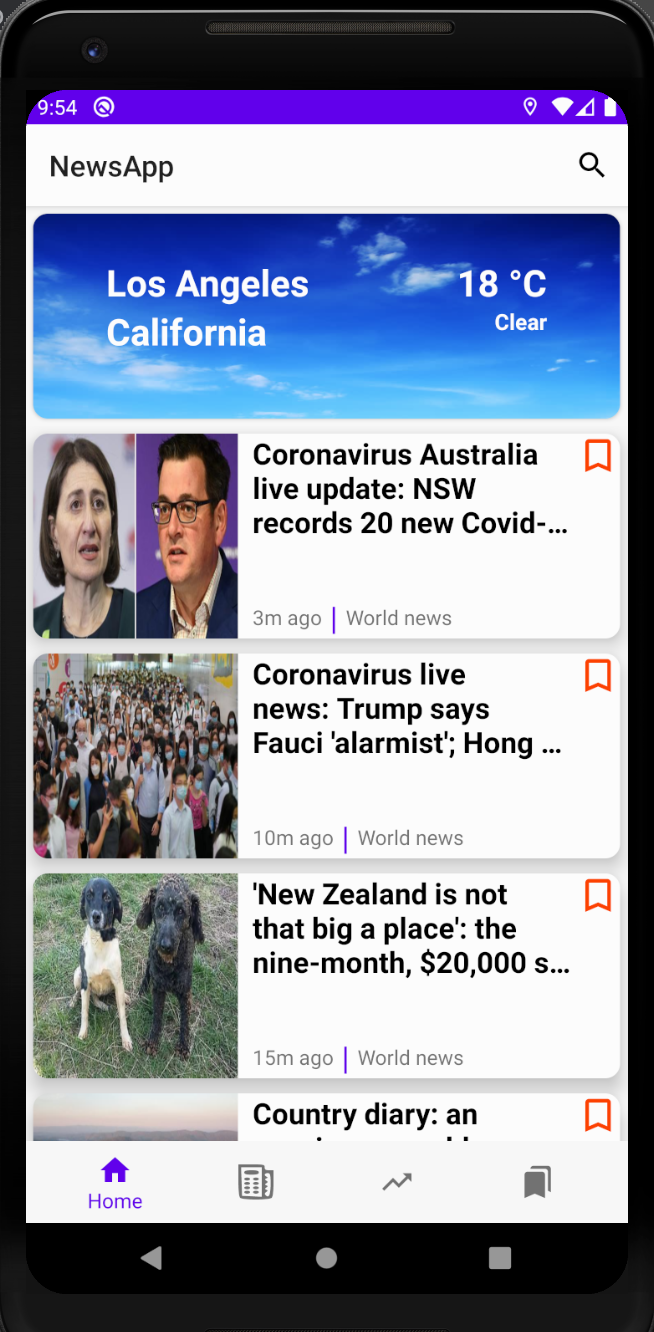 9:54
NewsApp
Los Angeles
California
18 °C
Clear
Coronavirus Australia
live update: NSW
records 20 new Covid-...
3m ago | World news
Coronavirus live
news: Trump says
Fauci 'alarmist'; Hong ...
10m ago | World news
'New Zealand is not
that big a place': the
nine-month, $20,000 s...
15m ago | World news
Country diary: an
Home